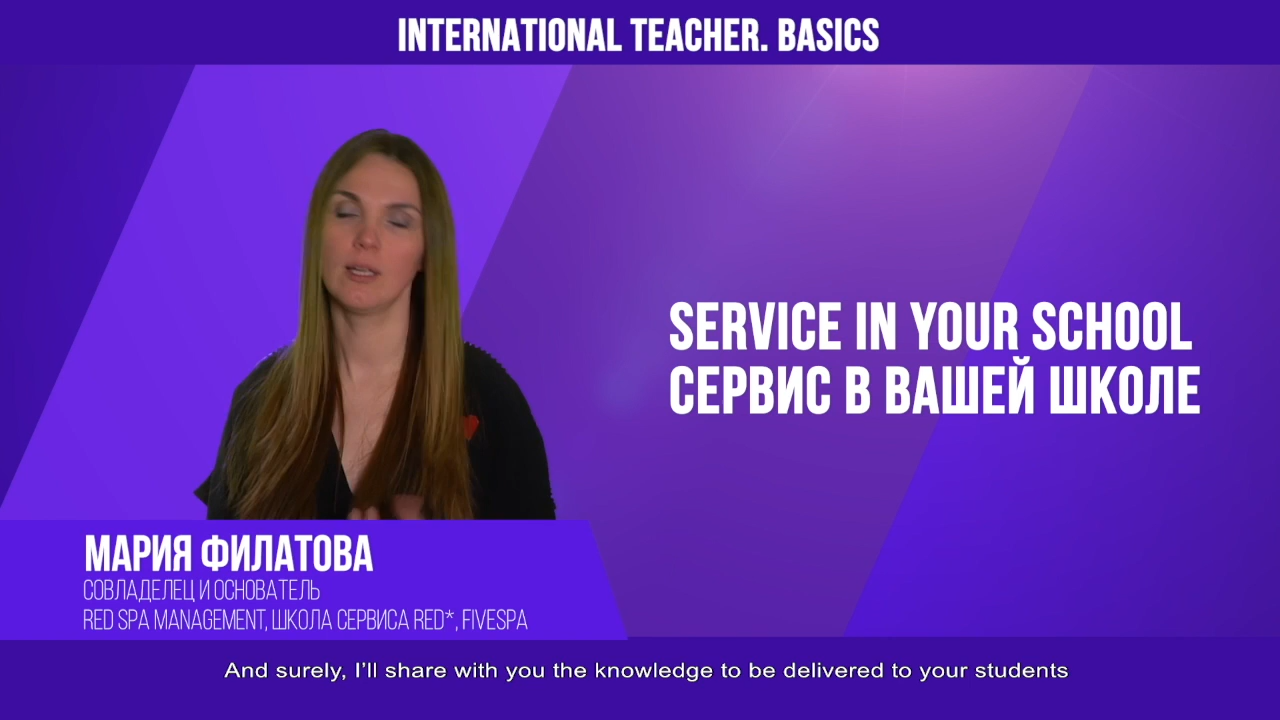 INTERNATIONAL TEACHER. BASICS
SERVICE IN YOUR SCHOOL
СЕРВИС В ВАШЕЙ ШКОЛЕ
МАРИЯ ФИЛАТОВА
СОВЛАДЕЛЕЦ И ОСНОВАТЕЛЬ
RED SPA MANAGEMENT, ШКОЛА СЕРВИСА RED*, FIVESPA
And surely, I'll share with you the knowledge to be delivered to your students